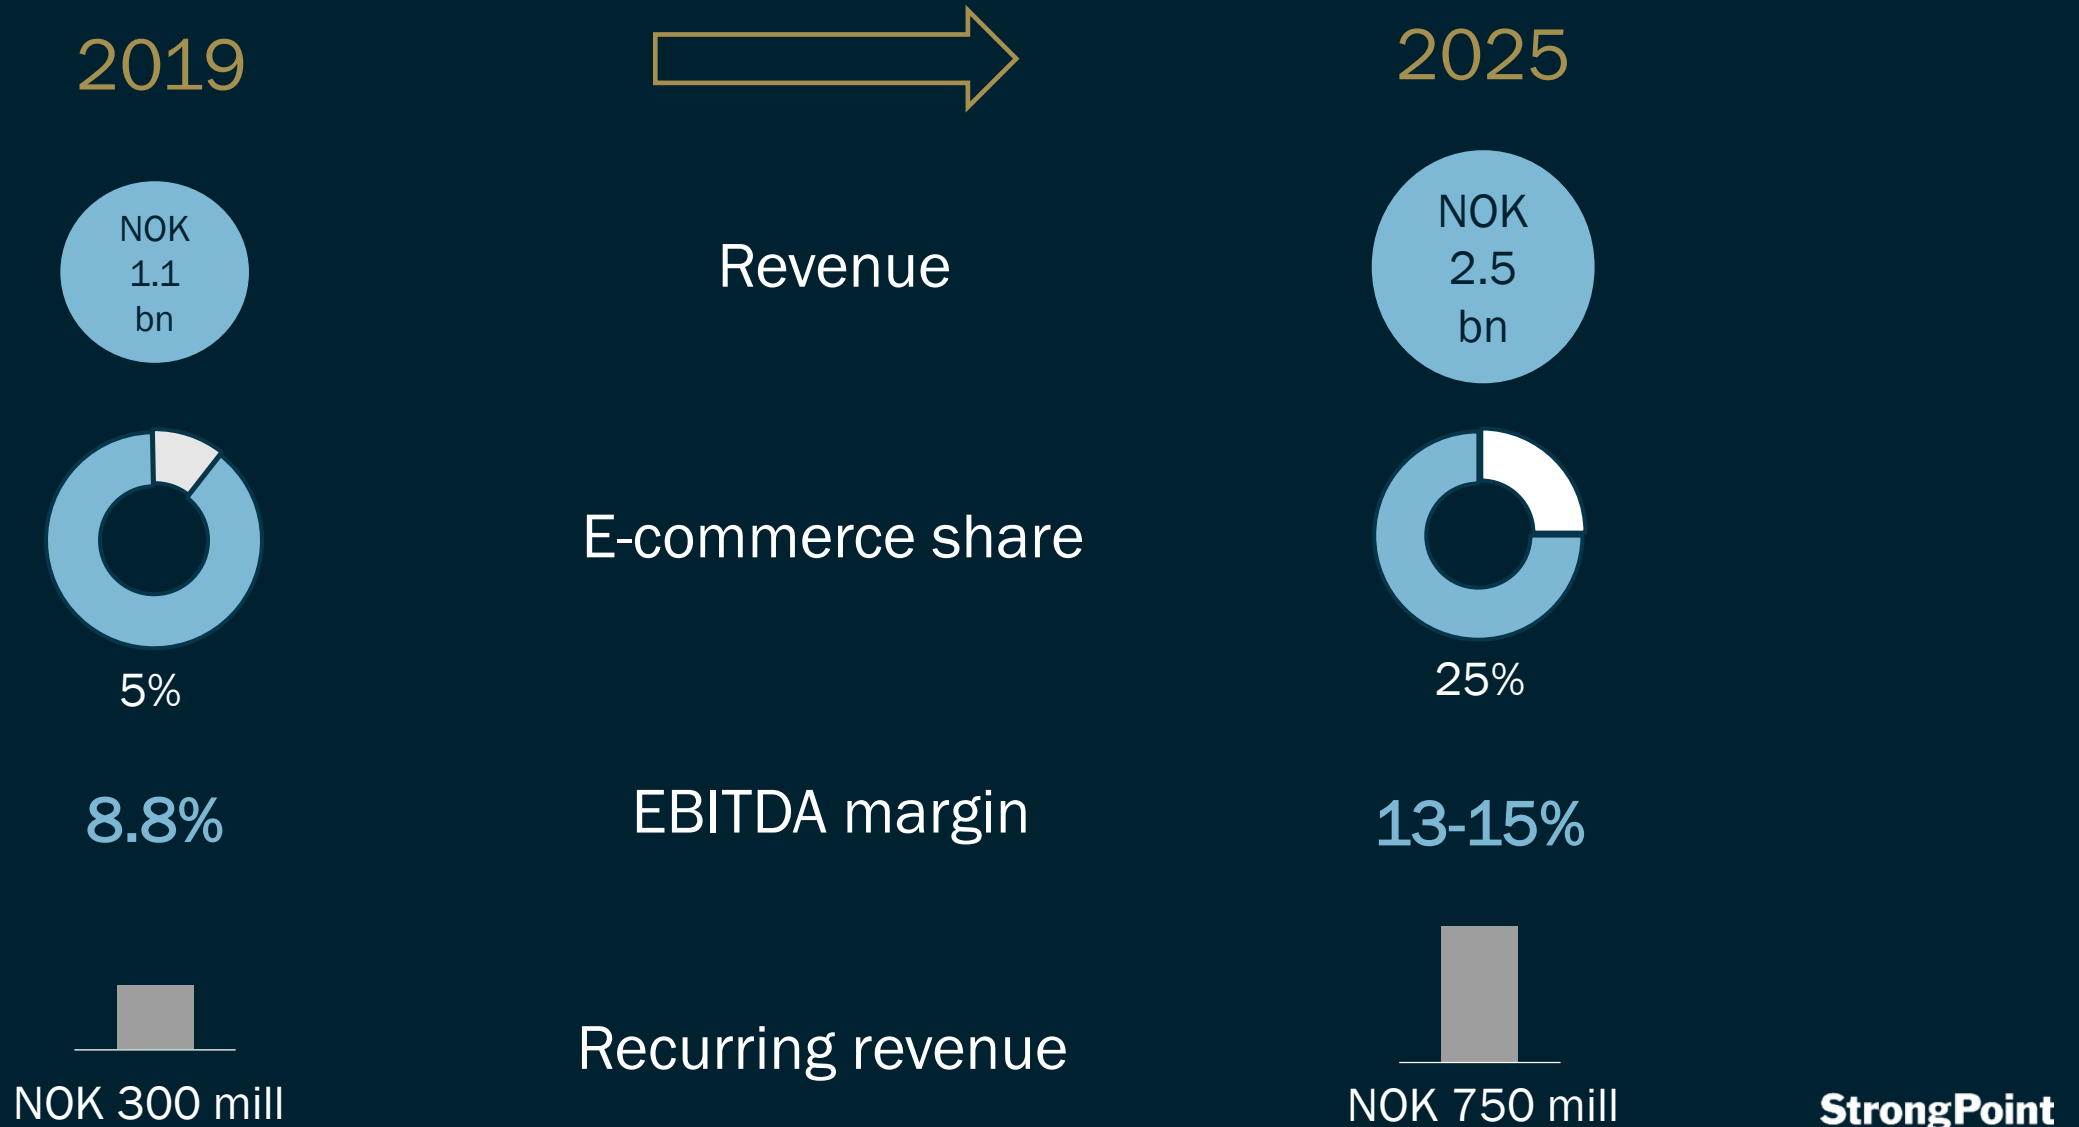 2019
2025
NOK
1.1
bn
Revenue
NOK
2.5
bn
E-commerce share
5%
25%
8.8%
EBITDA margin
13-15%
Recurring revenue
NOK 300 mill
NOK 750 mill
StrongPoint